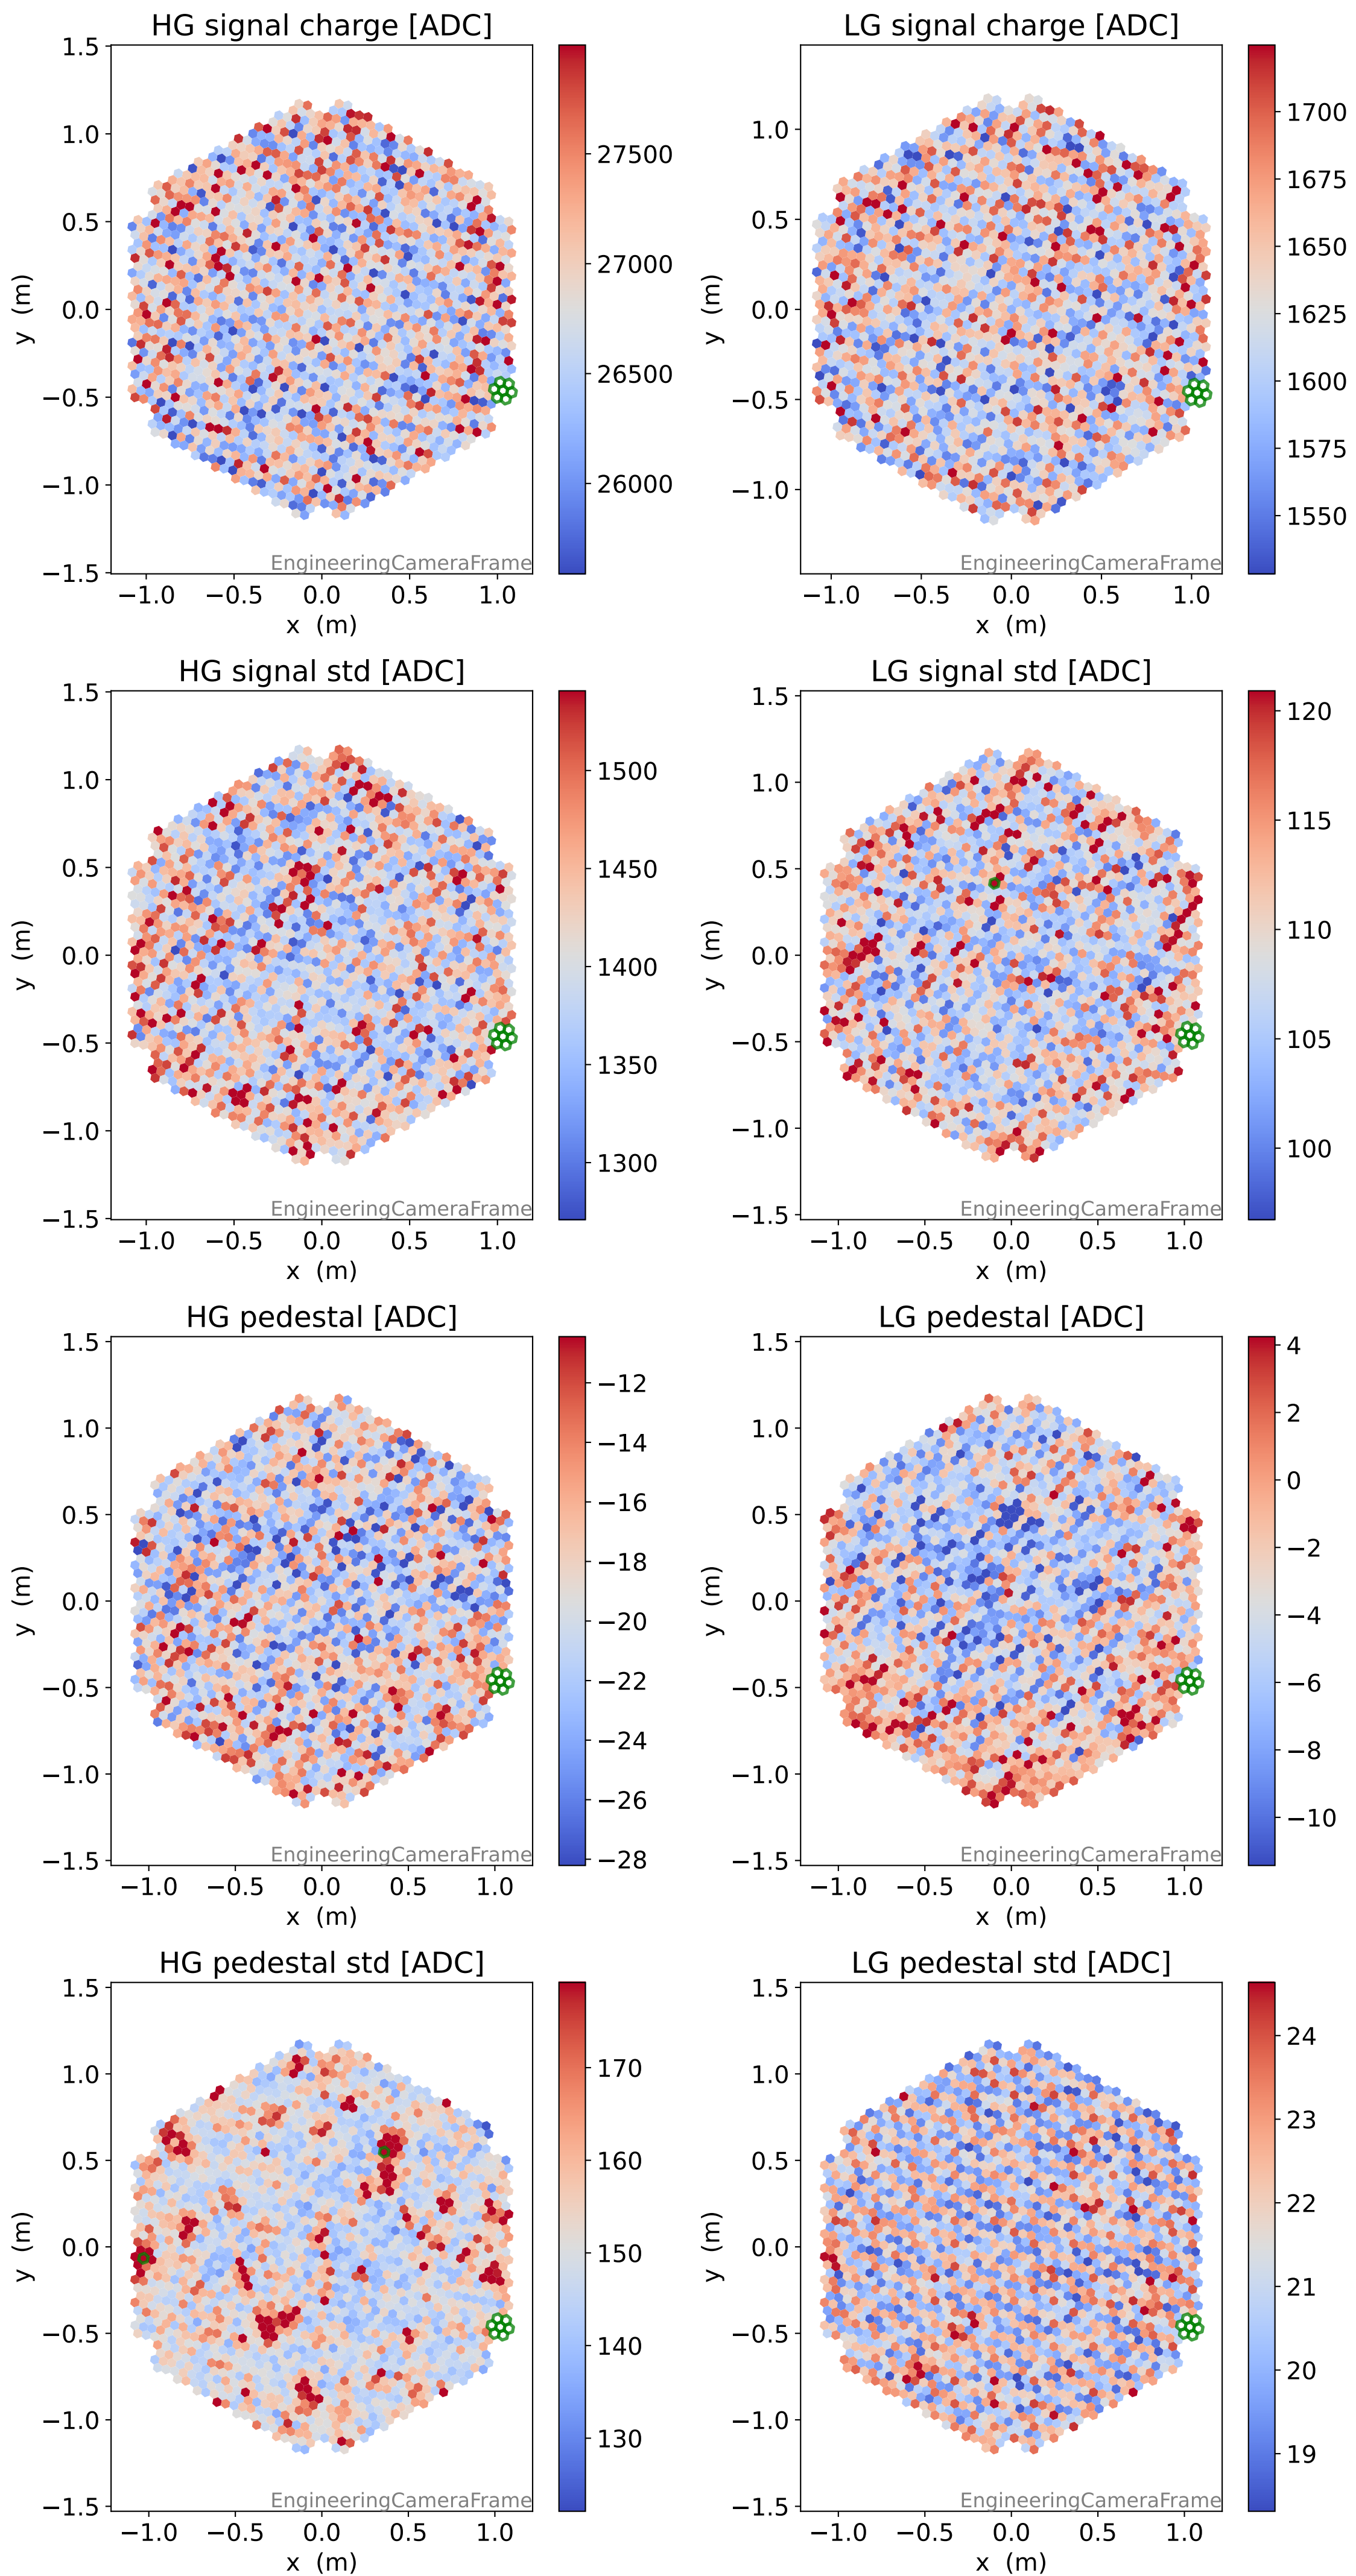 HG signal charge [ADC]
LG signal charge [ADC]
1.5
1.0
0.5
0.0
−0.5
−1.0
−1.5
y (m)
−1.0 −0.5 0.0 0.5 1.0
x (m)
EngineeringCameraFrame
27500
27000
26500
26000
1.0
0.5
0.0
−0.5
−1.0
y (m)
−1.0 −0.5 0.0 0.5 1.0
x (m)
EngineeringCameraFrame
1700
1675
1650
1625
1600
1575
1550
HG signal std [ADC]
LG signal std [ADC]
1.5
1.0
0.5
0.0
−0.5
−1.0
−1.5
y (m)
−1.0 −0.5 0.0 0.5 1.0
x (m)
EngineeringCameraFrame
1500
1450
1400
1350
1300
1.5
1.0
0.5
0.0
−0.5
−1.0
−1.5
y (m)
−1.0 −0.5 0.0 0.5 1.0
x (m)
EngineeringCameraFrame
120
115
110
105
100
HG pedestal [ADC]
LG pedestal [ADC]
1.5
1.0
0.5
0.0
−0.5
−1.0
−1.5
y (m)
−1.0 −0.5 0.0 0.5 1.0
x (m)
EngineeringCameraFrame
−12
−14
−16
−18
−20
−22
−24
−26
−28
1.5
1.0
0.5
0.0
−0.5
−1.0
−1.5
y (m)
−1.0 −0.5 0.0 0.5 1.0
x (m)
EngineeringCameraFrame
4
2
0
−2
−4
−6
−8
−10
HG pedestal std [ADC]
LG pedestal std [ADC]
1.5
1.0
0.5
0.0
−0.5
−1.0
−1.5
y (m)
−1.0 −0.5 0.0 0.5 1.0
x (m)
EngineeringCameraFrame
170
160
150
140
130
1.5
1.0
0.5
0.0
−0.5
−1.0
−1.5
y (m)
−1.0 −0.5 0.0 0.5 1.0
x (m)
EngineeringCameraFrame
24
23
22
21
20
19